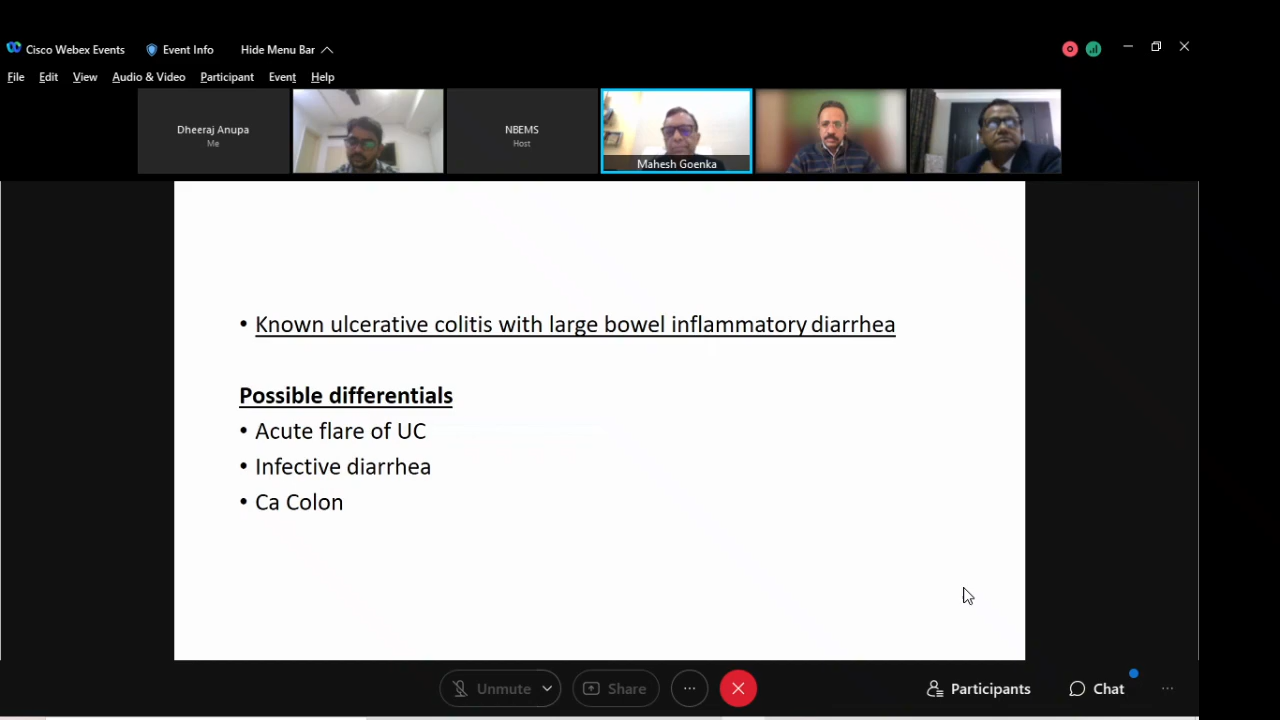 Cisco Webex Events
Event Info
Hide Menu Bar
File Edit View Audio & Video Participant Event Help
Dheeraj Anupa
Me
NBEMS
Host
Mahesh Goenka
• Known ulcerative colitis with large bowel inflammatory diarrhea
Possible differentials
• Acute flare of UC
• Infective diarrhea
• Ca Colon
Unmute
Share
Participants
Chat